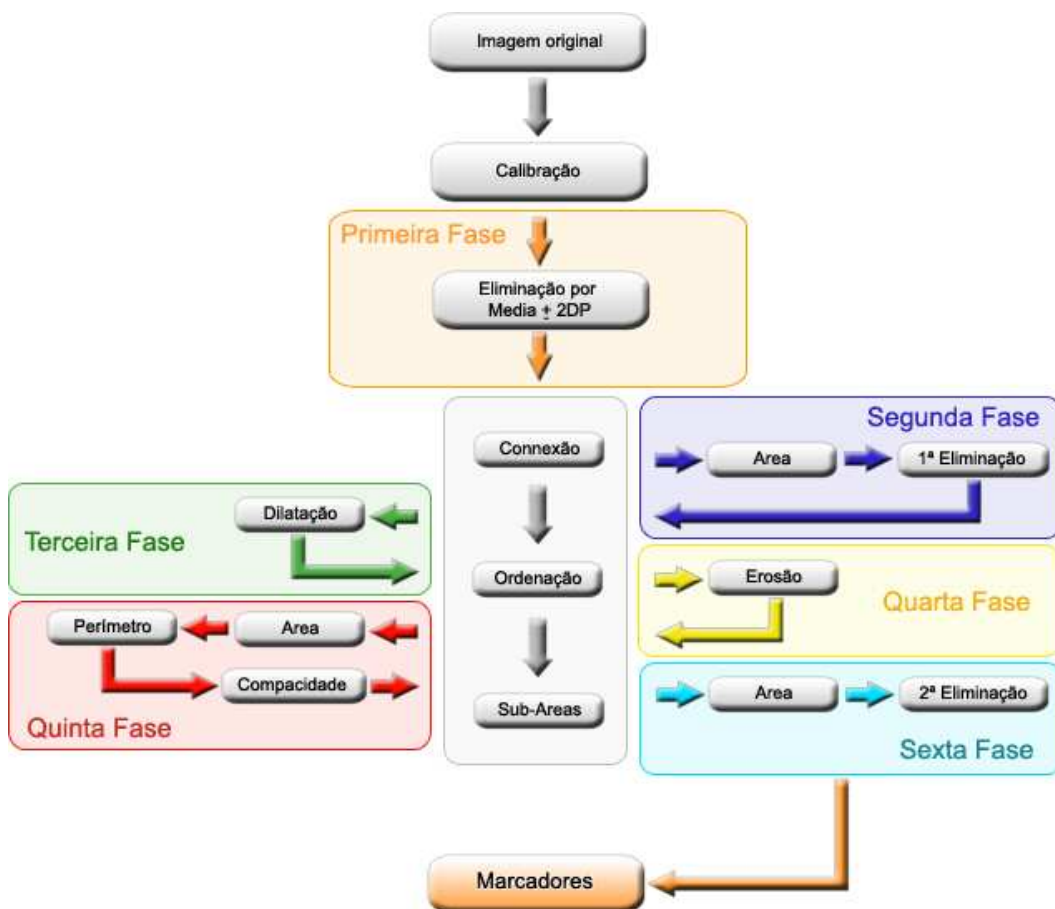 Imagem original
Calibração
Primeira Fase
Eliminação por
Media ± 2DP
Segunda Fase
Connexão
Area
1ª Eliminação
Dilatação
Terceira Fase
Ordenação
Erosão
Quarta Fase
Perímetro
Area
Compacidade
Quinta Fase
Sub-Areas
Area
2ª Eliminação
Sexta Fase
Marcadores